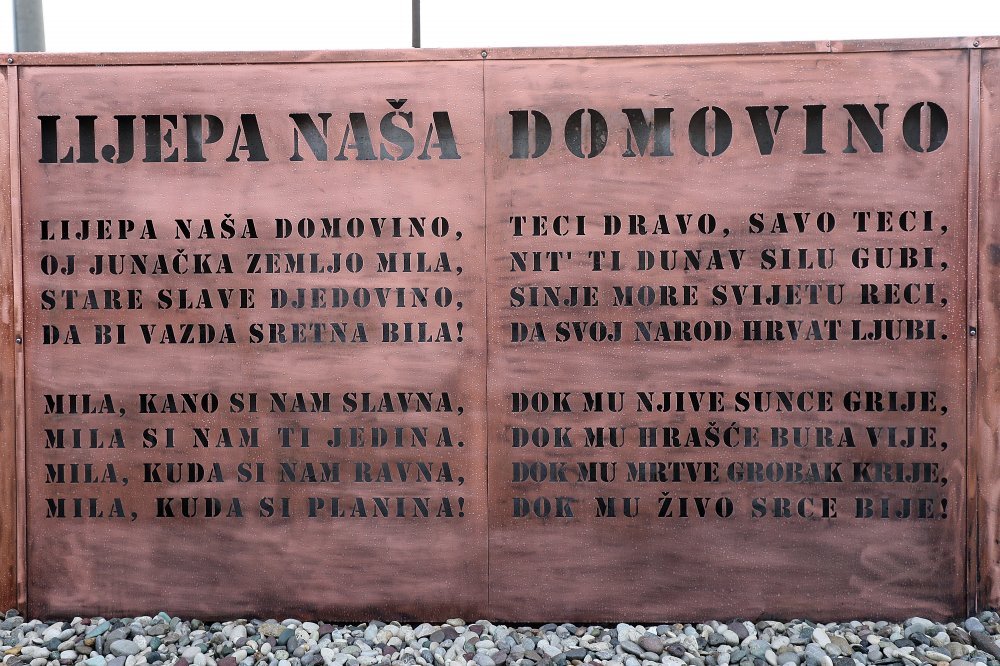 LIJEPA NAŠA DOMOVINO
LIJEPA NAŠA DOMOVINO,
OJ JUNAČKA ZEMLJO MILA,
STARE SLAVE DJEDOVINO,
DA BI VAZDA SRETNA BILA!
MILA, KANO SI NAM SLAVNA,
MILA SI NAM TI JEDINA.
MILA, KUDA SI NAM RAVNA,
MILA, KUDA SI PLANINA!
TECI DRAVO, SAVO TECI,
NIT' TI DUNAV SILU GUBI,
SINJE MORE SVIJETU RECI,
DA SVOJ NAROD HRVAT LJUBI.
DOK MU NJIVE SUNCE GRIJE,
DOK MU HRAŠĆE BURA VIJE,
DOK MU MRTVE GROBAK KRIJE,
DOK MU ŽIVO SRCE BIJE!